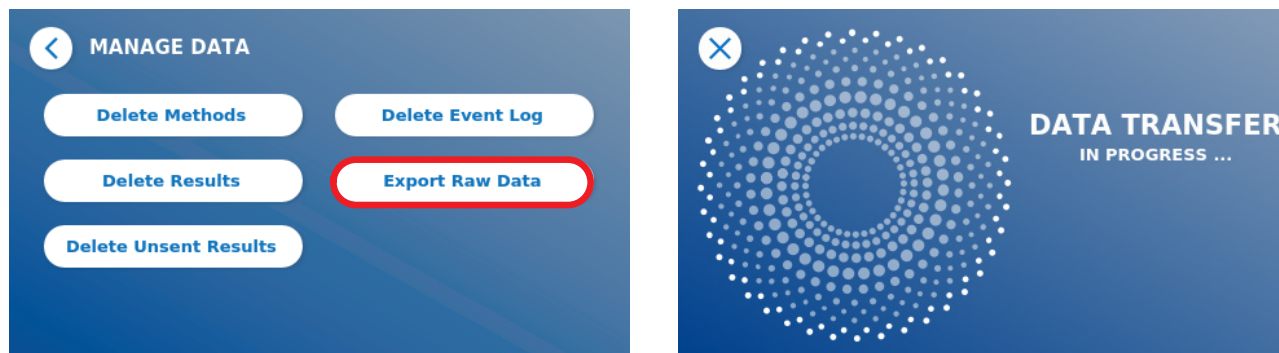 MANAGE DATA
Delete Methods
Delete Event Log
Delete Results
Export Raw Data
Delete Unsent Results
DATA TRANSFER
IN PROGRESS ...